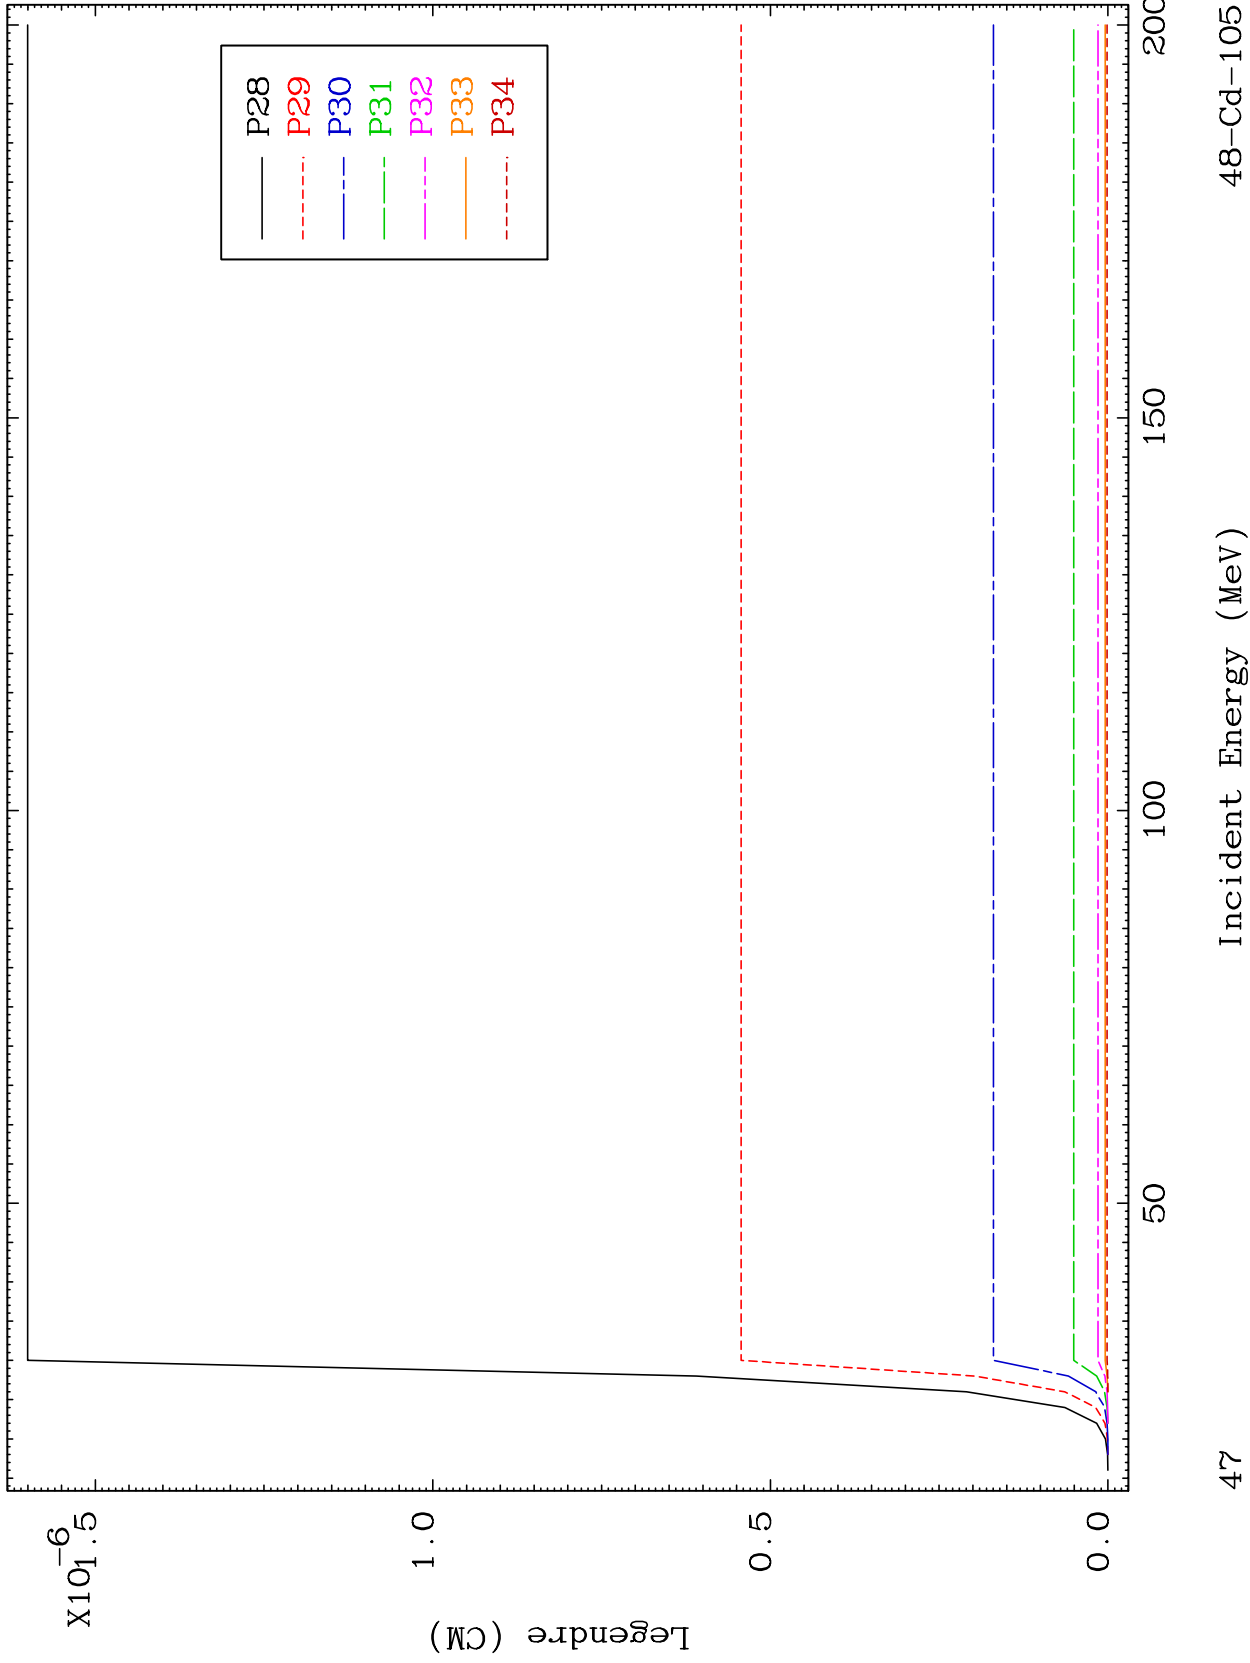 X10-6
1.5
1.0
0.5
0.0
Legendre (CM)
P28
P29
P30
P31
P32
P33
P34
50
100
150
200
Incident Energy (MeV)
47
48-Cd-105